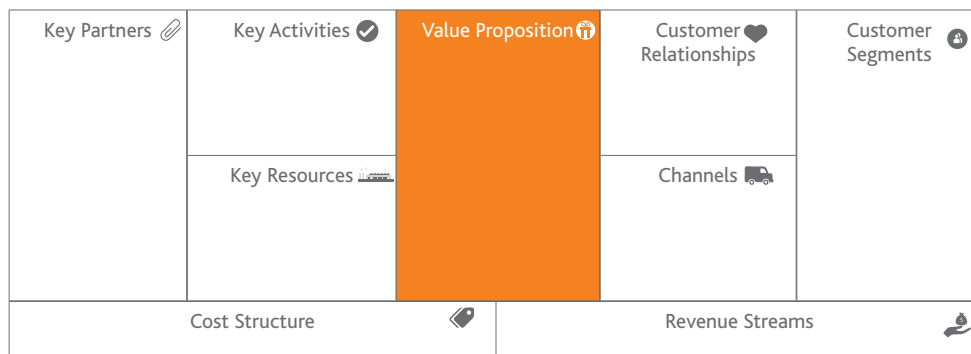 Key Partners
Key Activities
Value Proposition
Customer
Relationships
Customer
Segments
Key Resources
Channels
Cost Structure
Revenue Streams